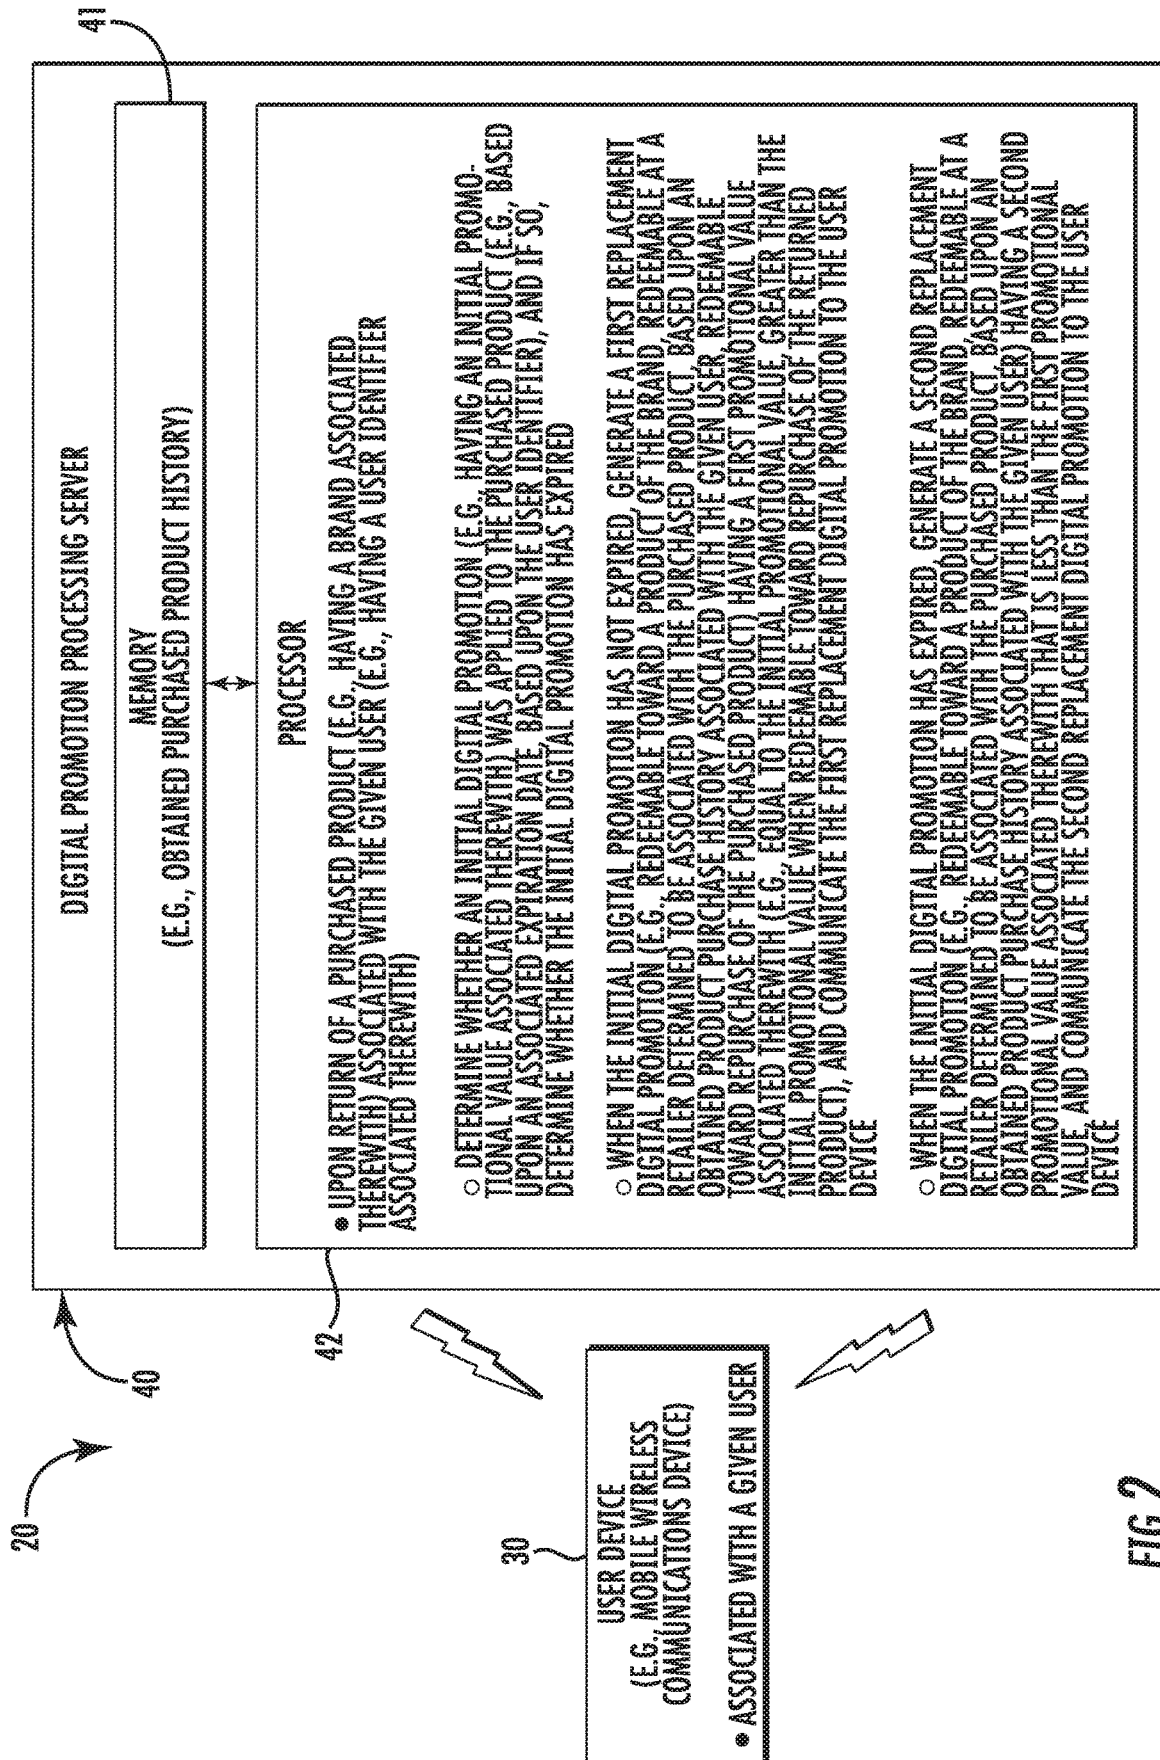 20
40
41
DIGITAL PROMOTION PROCESSING SERVER
MEMORY
(E.G., OBTAINED PURCHASED PRODUCT HISTORY)
42
PROCESSOR
● UPON RETURN OF A PURCHASED PRODUCT (E.G., HAVING A BRAND ASSOCIATED
THEREWITH) ASSOCIATED WITH THE GIVEN USER (E.G., HAVING A USER IDENTIFIER
ASSOCIATED THEREWITH)
○ DETERMINE WHETHER AN INITIAL DIGITAL PROMOTION (E.G., HAVING AN INITIAL PROMO-
TIONAL VALUE ASSOCIATED THEREWITH) WAS APPLIED TO THE PURCHASED PRODUCT (E.G., BASED
UPON AN ASSOCIATED EXPIRATION DATE, BASED UPON THE USER IDENTIFIER), AND IF SO,
DETERMINE WHETHER THE INITIAL DIGITAL PROMOTION HAS EXPIRED
○ WHEN THE INITIAL DIGITAL PROMOTION HAS NOT EXPIRED, GENERATE A FIRST REPLACEMENT
DIGITAL PROMOTION (E.G., REDEEMABLE TOWARD A PRODUCT OF THE BRAND, REDEEMABLE AT A
RETAILER DETERMINED TO BE ASSOCIATED WITH THE PURCHASED PRODUCT, BASED UPON AN
OBTAINED PRODUCT PURCHASE HISTORY ASSOCIATED WITH THE GIVEN USER, REDEEMABLE
TOWARD REPURCHASE OF THE PURCHASED PRODUCT) HAVING A FIRST PROMOTIONAL VALUE
ASSOCIATED THEREWITH (E.G., EQUAL TO THE INITIAL PROMOTIONAL VALUE, GREATER THAN THE
INITIAL PROMOTIONAL VALUE WHEN REDEEMABLE TOWARD REPURCHASE OF THE RETURNED
PRODUCT), AND COMMUNICATE THE FIRST REPLACEMENT DIGITAL PROMOTION TO THE USER
DEVICE
○ WHEN THE INITIAL DIGITAL PROMOTION HAS EXPIRED, GENERATE A SECOND REPLACEMENT
DIGITAL PROMOTION (E.G., REDEEMABLE TOWARD A PRODUCT OF THE BRAND, REDEEMABLE AT A
RETAILER DETERMINED TO BE ASSOCIATED WITH THE PURCHASED PRODUCT, BASED UPON AN
OBTAINED PRODUCT PURCHASE HISTORY ASSOCIATED WITH THE GIVEN USER) HAVING A SECOND
PROMOTIONAL VALUE ASSOCIATED THEREWITH THAT IS LESS THAN THE FIRST PROMOTIONAL
VALUE, AND COMMUNICATE THE SECOND REPLACEMENT DIGITAL PROMOTION TO THE USER
DEVICE
30
USER DEVICE
(E.G., MOBILE WIRELESS
COMMUNICATIONS DEVICE)
● ASSOCIATED WITH A GIVEN USER
FIG. 2